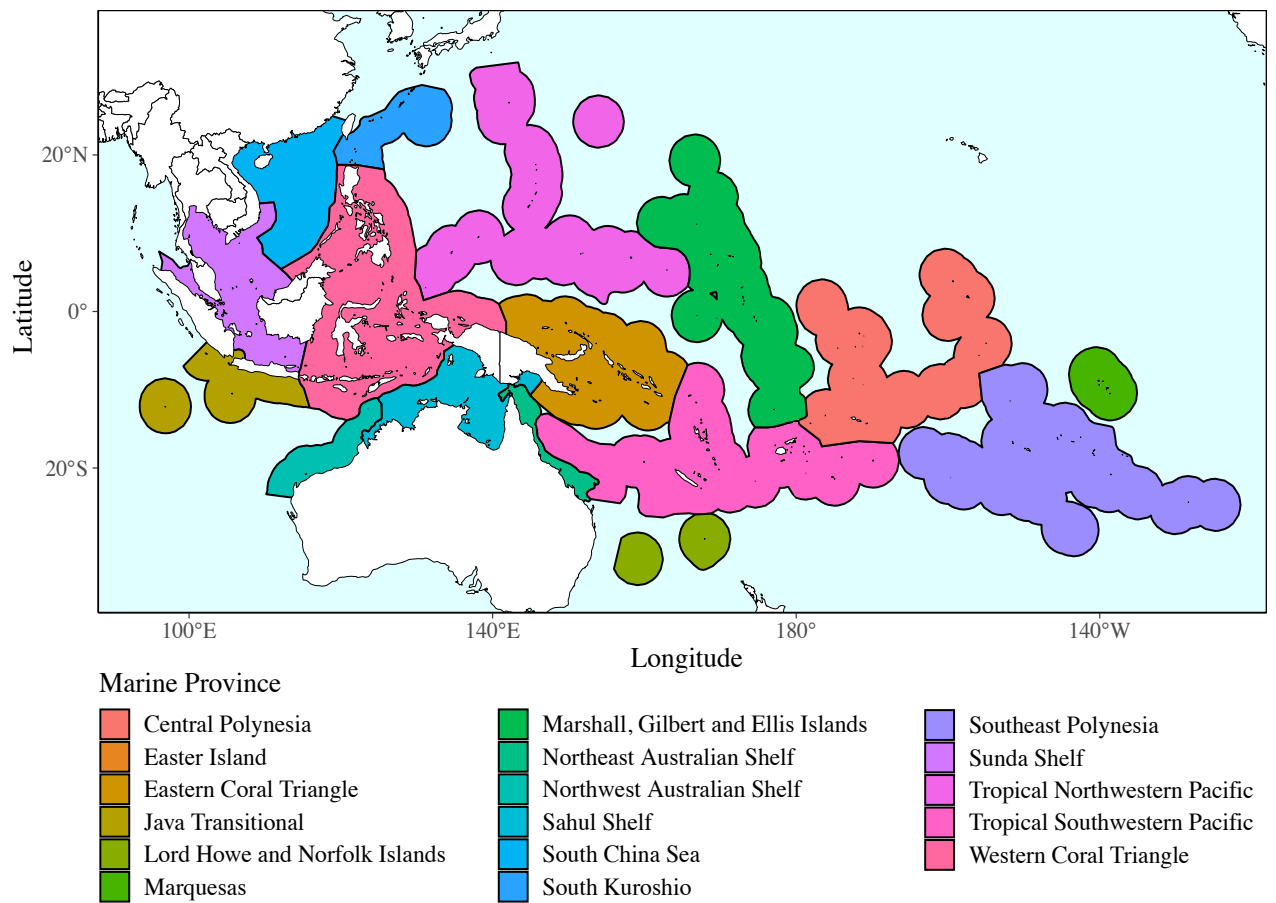 20°N
0°
20°S
Latitude
100°E 140°E 180° 140°W
Longitude
Marine Province
Central Polynesia
Easter Island
Eastern Coral Triangle
Java Transitional
Lord Howe and Norfolk Islands
Marquesas
Marshall, Gilbert and Ellis Islands
Northeast Australian Shelf
Northwest Australian Shelf
Sahul Shelf
South China Sea
South Kuroshio
Southeast Polynesia
Sunda Shelf
Tropical Northwestern Pacific
Tropical Southwestern Pacific
Western Coral Triangle